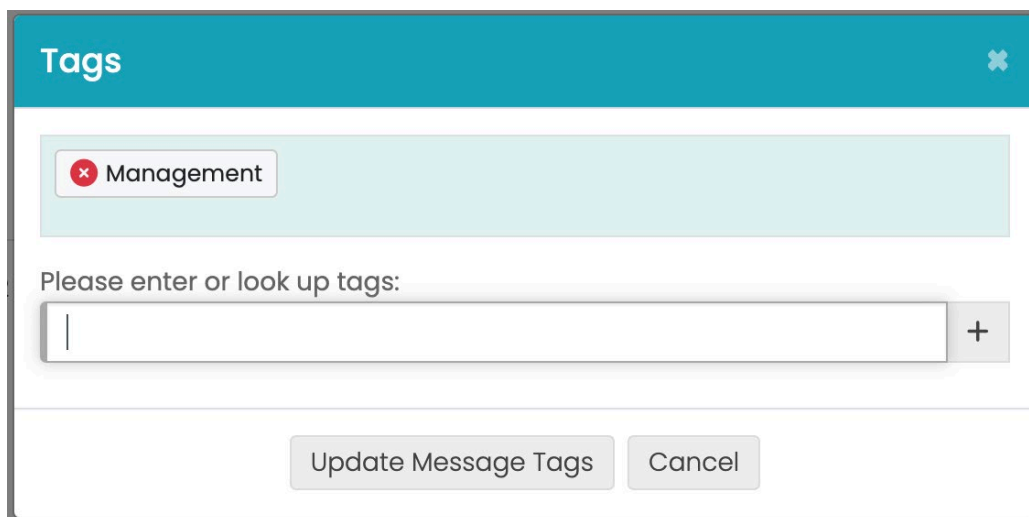 Tags
Management
Please enter or look up tags:
Update Message Tags Cancel